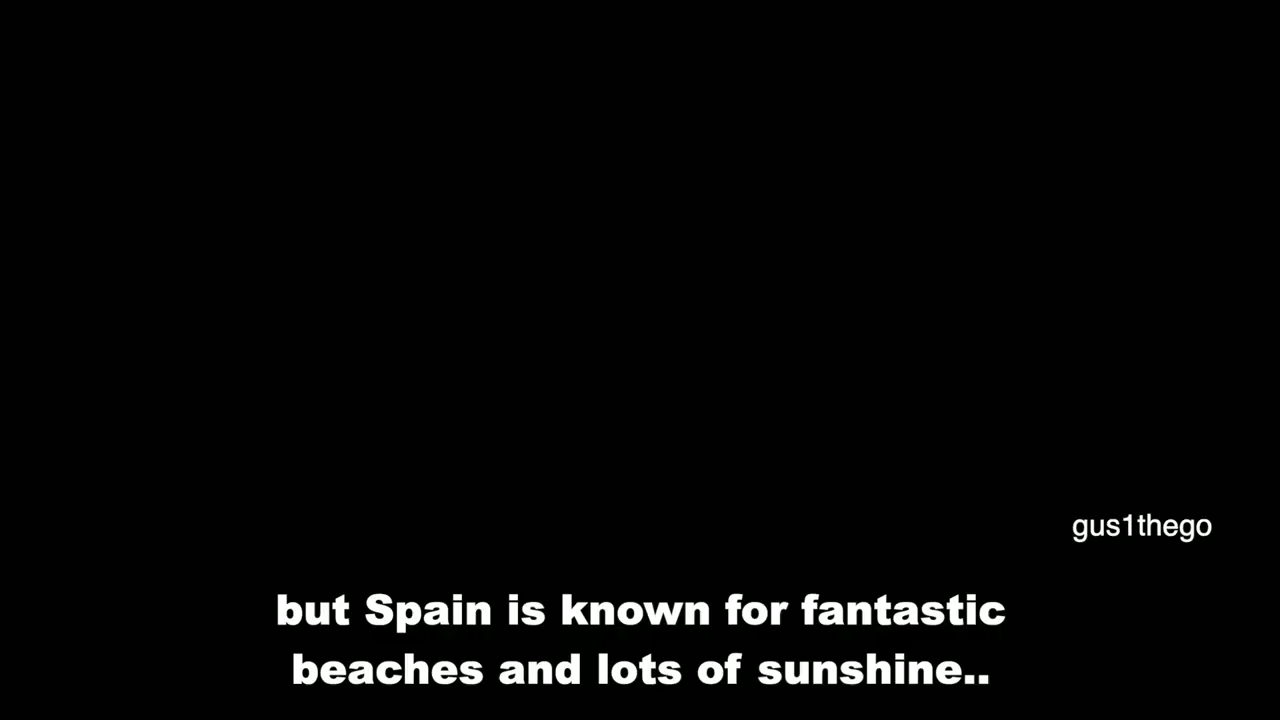 gus1thego
but Spain is known for fantastic
beaches and lots of sunshine..